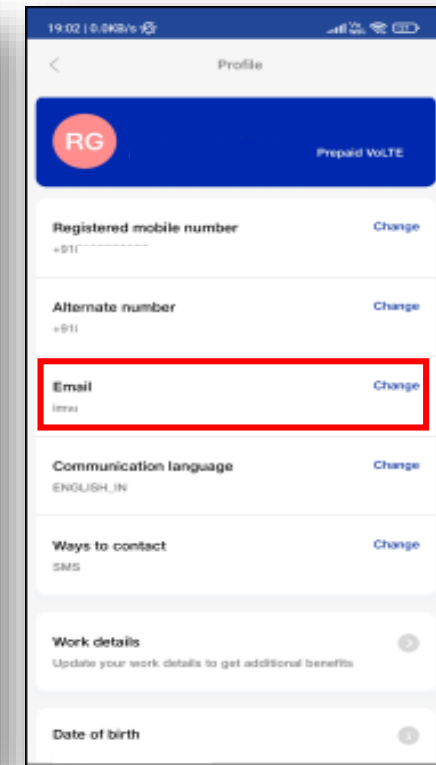 19:02 | 0.0KB/s
Profile
RG
Prepaid VoLTE
Registered mobile number
Change
+91
Alternate number
Change
+91
Email
Change
Communication language
Change
ENGLISH_IN
Ways to contact
Change
SMS
Work details
Update your work details to get additional benefits
Date of birth